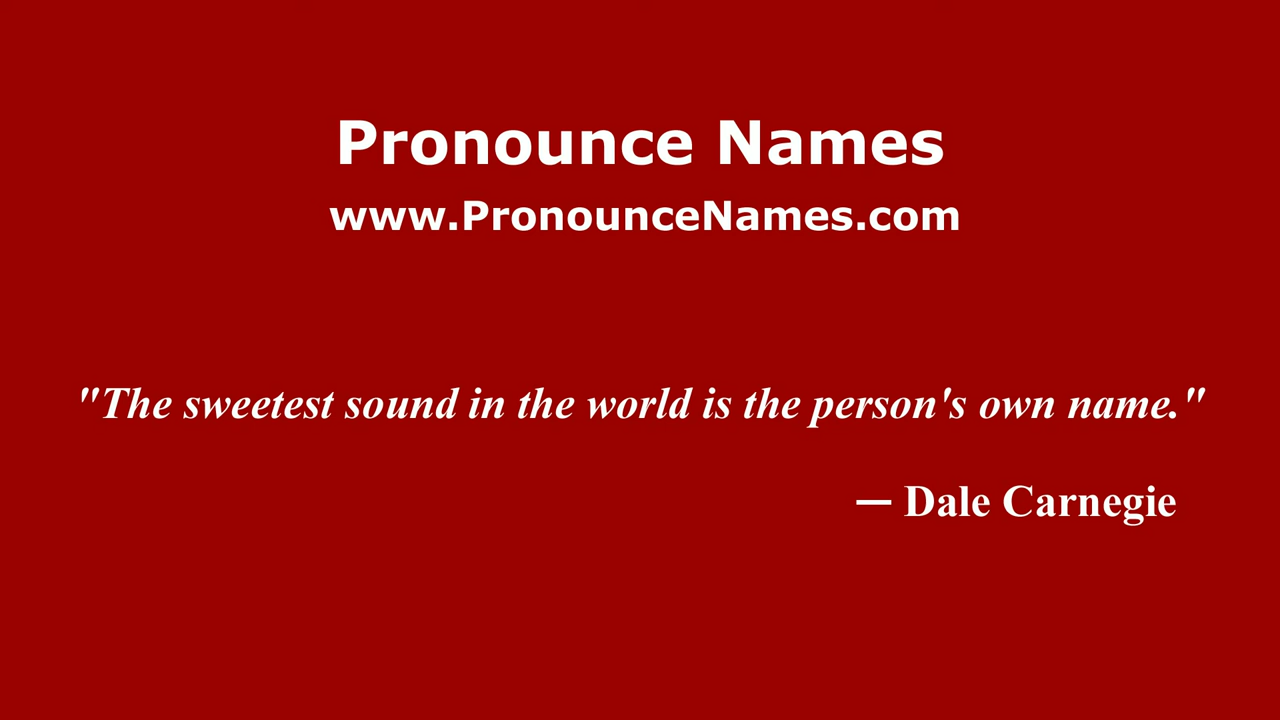 Pronounce Names
www.PronounceNames.com
"The sweetest sound in the world is the person's own name."
— Dale Carnegie